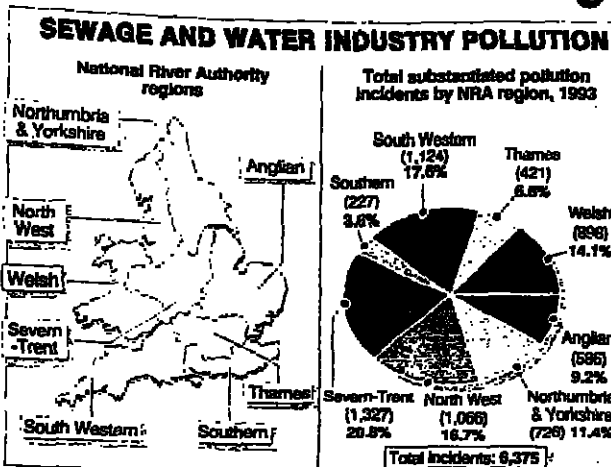 SEWAGE AND WATER INDUSTRY POLLUTION
National River Authority
regions
Northumbria
& Yorkshire
Anglian
North
West
Welsh
Severn
-Trent
Thames
South Western
Southern
Total substantiated pollution
incidents by NRA region, 1993
South Western
(1,124)
17.6%
Thames
(421)
6.6%
Southern
(227)
3.6%
Welsh
(898)
14.1%
Anglian
(586)
9.2%
Severn-Trent
(1,327)
20.8%
North West
(1,066)
16.7%
Northumbria
& Yorkshire
(726) 11.4%
Total incidents: 6,375